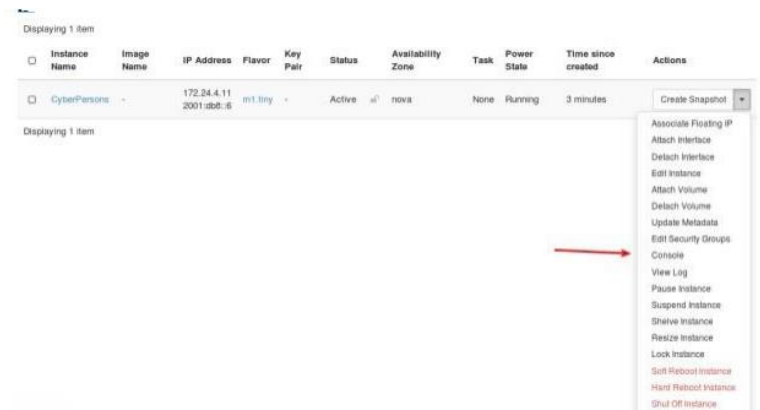 Displaying 1 item
Instance Name Image Name IP Address Flavor Key Pair Status Availability Zone Task Power State Time since created Actions
CyberPersons - 172.24.4.11 2001:db8::6 m1.tiny - Active nova None Running 3 minutes Create Snapshot
Displaying 1 item
Associate Floating IP
Attach Interface
Detach Interface
Edit Instance
Attach Volume
Detach Volume
Update Metadata
Edit Security Groups
Console
View Log
Pause Instance
Suspend Instance
Shelve Instance
Resize Instance
Lock Instance
Soft Reboot Instance
Hard Reboot Instance
Shut Off Instance